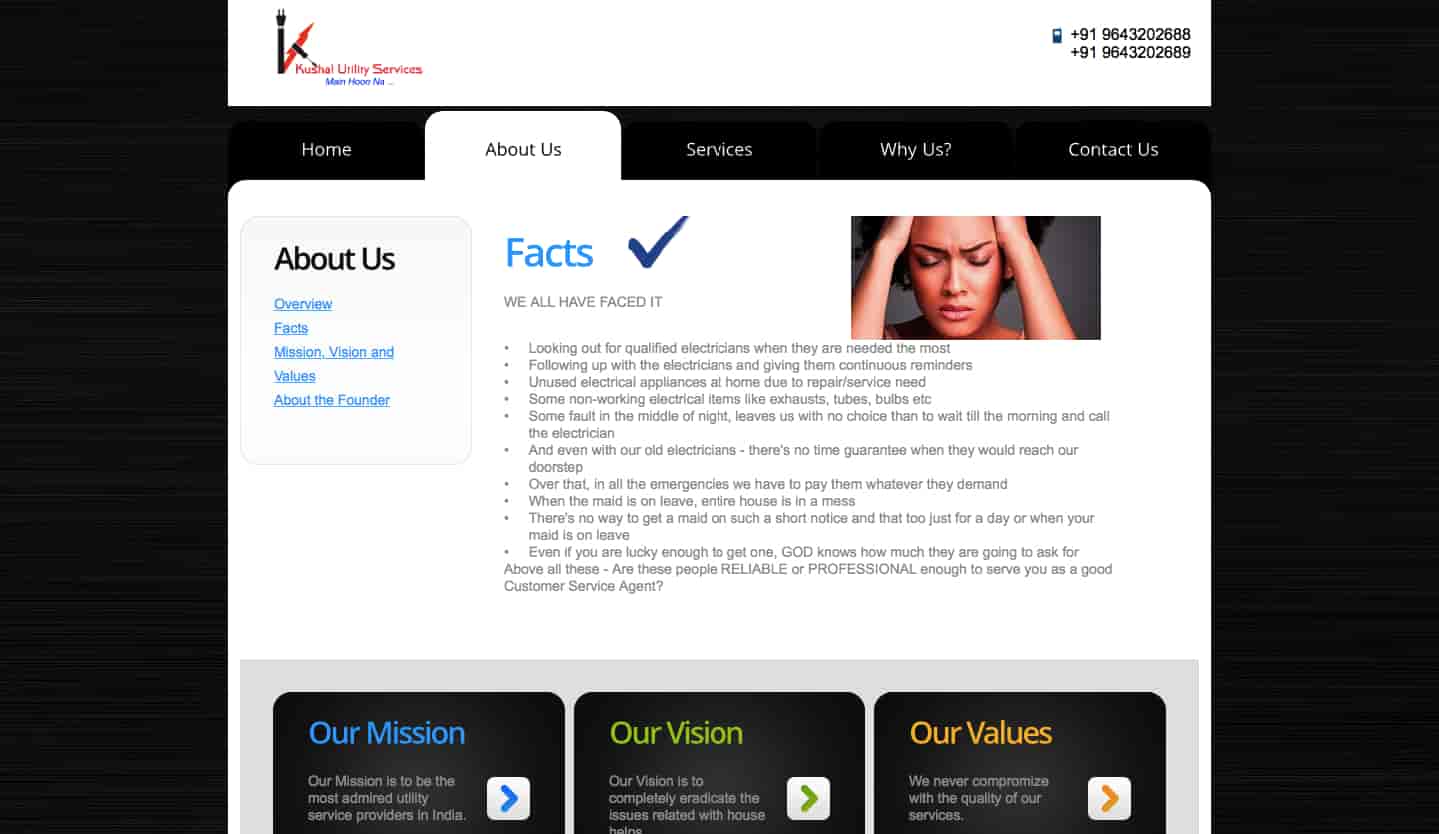 Kushal Utility Services
Main Hoon Na ...
+91 9643202688
+91 9643202689
Home
About Us
Services
Why Us?
Contact Us
About Us
Overview
Facts
Mission, Vision and
Values
About the Founder
Facts
WE ALL HAVE FACED IT
• Looking out for qualified electricians when they are needed the most
• Following up with the electricians and giving them continuous reminders
• Unused electrical appliances at home due to repair/service need
• Some non-working electrical items like exhausts, tubes, bulbs etc
• Some fault in the middle of night, leaves us with no choice than to wait till the morning and call
the electrician
• And even with our old electricians - there's no time guarantee when they would reach our
doorstep
• Over that, in all the emergencies we have to pay them whatever they demand
• When the maid is on leave, entire house is in a mess
• There's no way to get a maid on such a short notice and that too just for a day or when your
maid is on leave
• Even if you are lucky enough to get one, GOD knows how much they are going to ask for
Above all these - Are these people RELIABLE or PROFESSIONAL enough to serve you as a good
Customer Service Agent?
Our Mission
Our Mission is to be the
most admired utility
service providers in India.
Our Vision
Our Vision is to
completely eradicate the
issues related with house
helps
Our Values
We never compromize
with the quality of our
services.